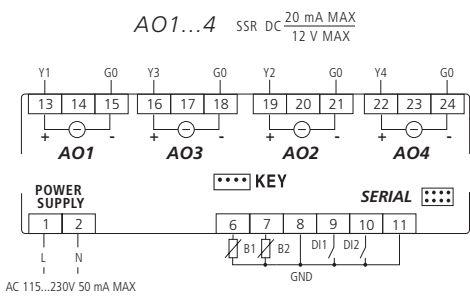 AO1...4 SSR DC 20 mA MAX
12 V MAX
Y1 G0 Y3 G0 Y2 G0 Y4 G0
13 14 15 16 17 18 19 20 21 22 23 24
+ - + - + - + -
AO1 AO3 AO2 AO4
KEY
POWER
SUPPLY
SERIAL
1 2 6 7 8 9 10 11
L N B1 B2 DI1 DI2
GND
AC 115...230V 50 mA MAX